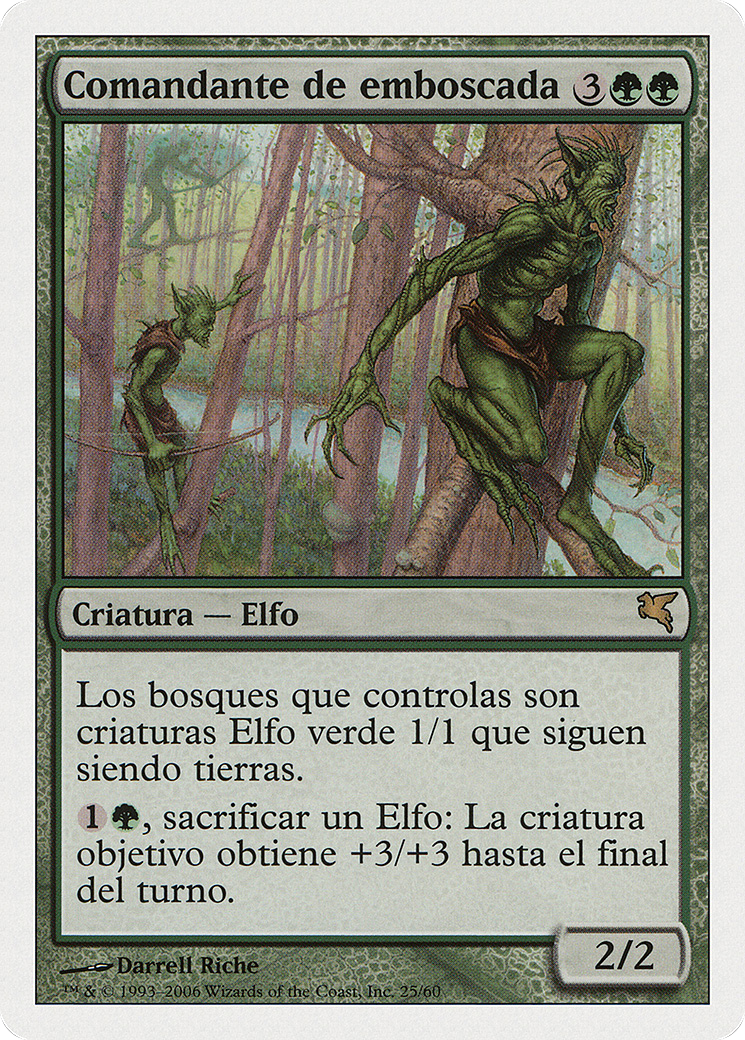 Comandante de emboscada 3
Criatura — Elfo
Los bosques que controlas son
criaturas Elfo verde 1/1 que siguen
siendo tierras.
1, sacrificar un Elfo: La criatura
objetivo obtiene +3/+3 hasta el final
del turno.
2/2
Darrell Riche
™ & © 1993–2006 Wizards of the Coast, Inc. 25/60